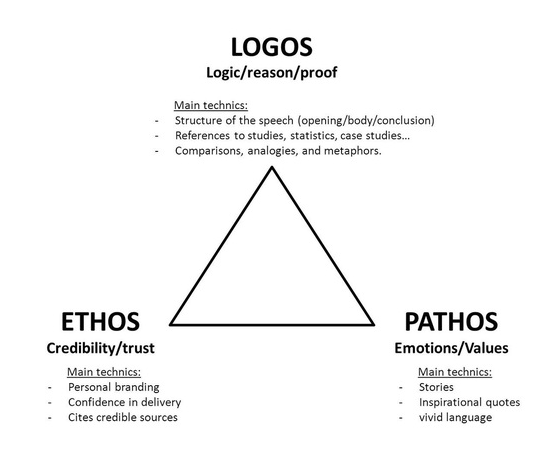 LOGOS
Logic/reason/proof
Main technics:
- Structure of the speech (opening/body/conclusion)
- References to studies, statistics, case studies...
- Comparisons, analogies, and metaphors.
ETHOS
Credibility/trust
Main technics:
- Personal branding
- Confidence in delivery
- Cites credible sources
PATHOS
Emotions/Values
Main technics:
- Stories
- Inspirational quotes
- vivid language